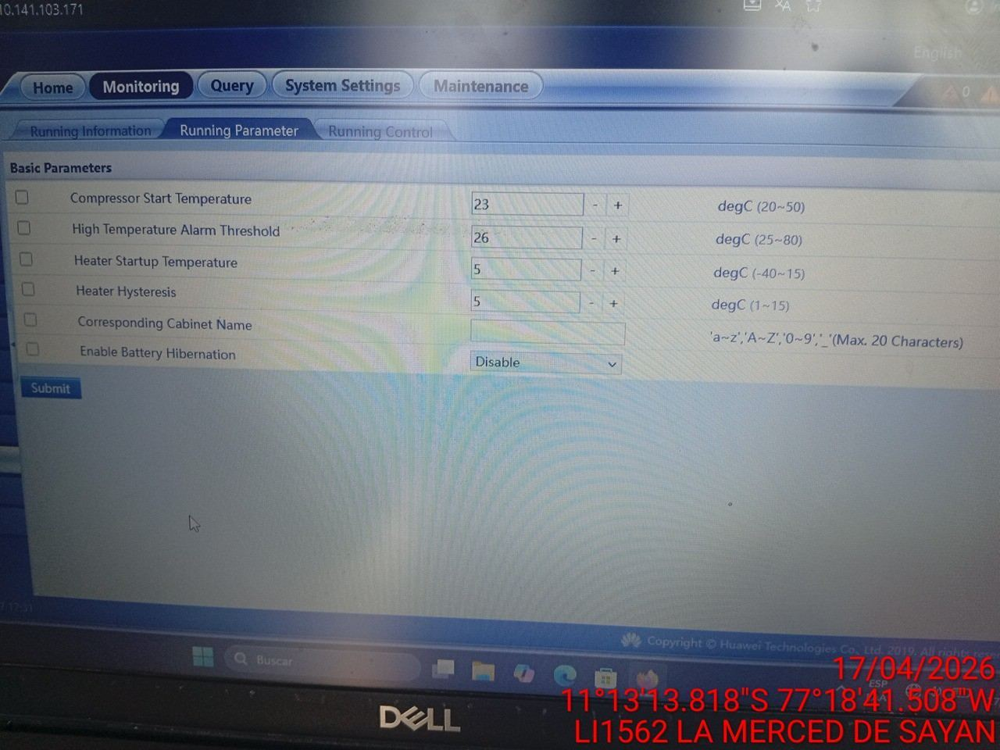 10.141.103.171
English
Home Monitoring Query System Settings Maintenance
0
Running Information Running Parameter Running Control
Basic Parameters
Compressor Start Temperature 23 - + degC (20~50)
High Temperature Alarm Threshold 26 - + degC (25~80)
Heater Startup Temperature 5 - + degC (-40~15)
Heater Hysteresis 5 - + degC (1~15)
Corresponding Cabinet Name 'a~z','A~Z','0~9','_'(Max. 20 Characters)
Enable Battery Hibernation Disable
Submit
17:31
Copyright © Huawei Technologies Co., Ltd. 2019. All rights rese
Buscar
ESP
DELL
17/04/2026
11°13'13.818"S 77°18'41.508"W
LI1562 LA MERCED DE SAYAN